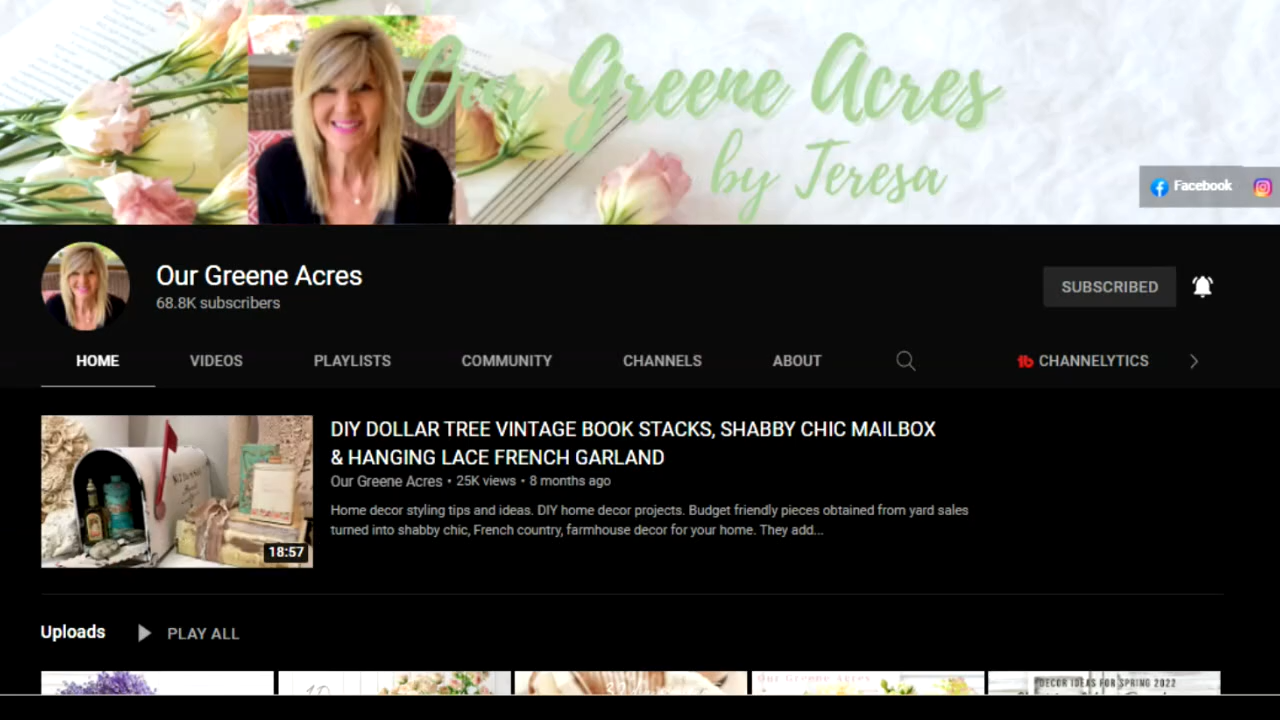 Our Greene Acres
by Teresa
Facebook
Our Greene Acres
68.8K subscribers
SUBSCRIBED
HOME VIDEOS PLAYLISTS COMMUNITY CHANNELS ABOUT CHANNELYTICS
DIY DOLLAR TREE VINTAGE BOOK STACKS, SHABBY CHIC MAILBOX
& HANGING LACE FRENCH GARLAND
Our Greene Acres • 25K views • 8 months ago
Home decor styling tips and ideas. DIY home decor projects. Budget friendly pieces obtained from yard sales
turned into shabby chic, French country, farmhouse decor for your home. They add...
18:57
Uploads PLAY ALL
Our Greene Acres
DECOR IDEAS FOR SPRING 2022